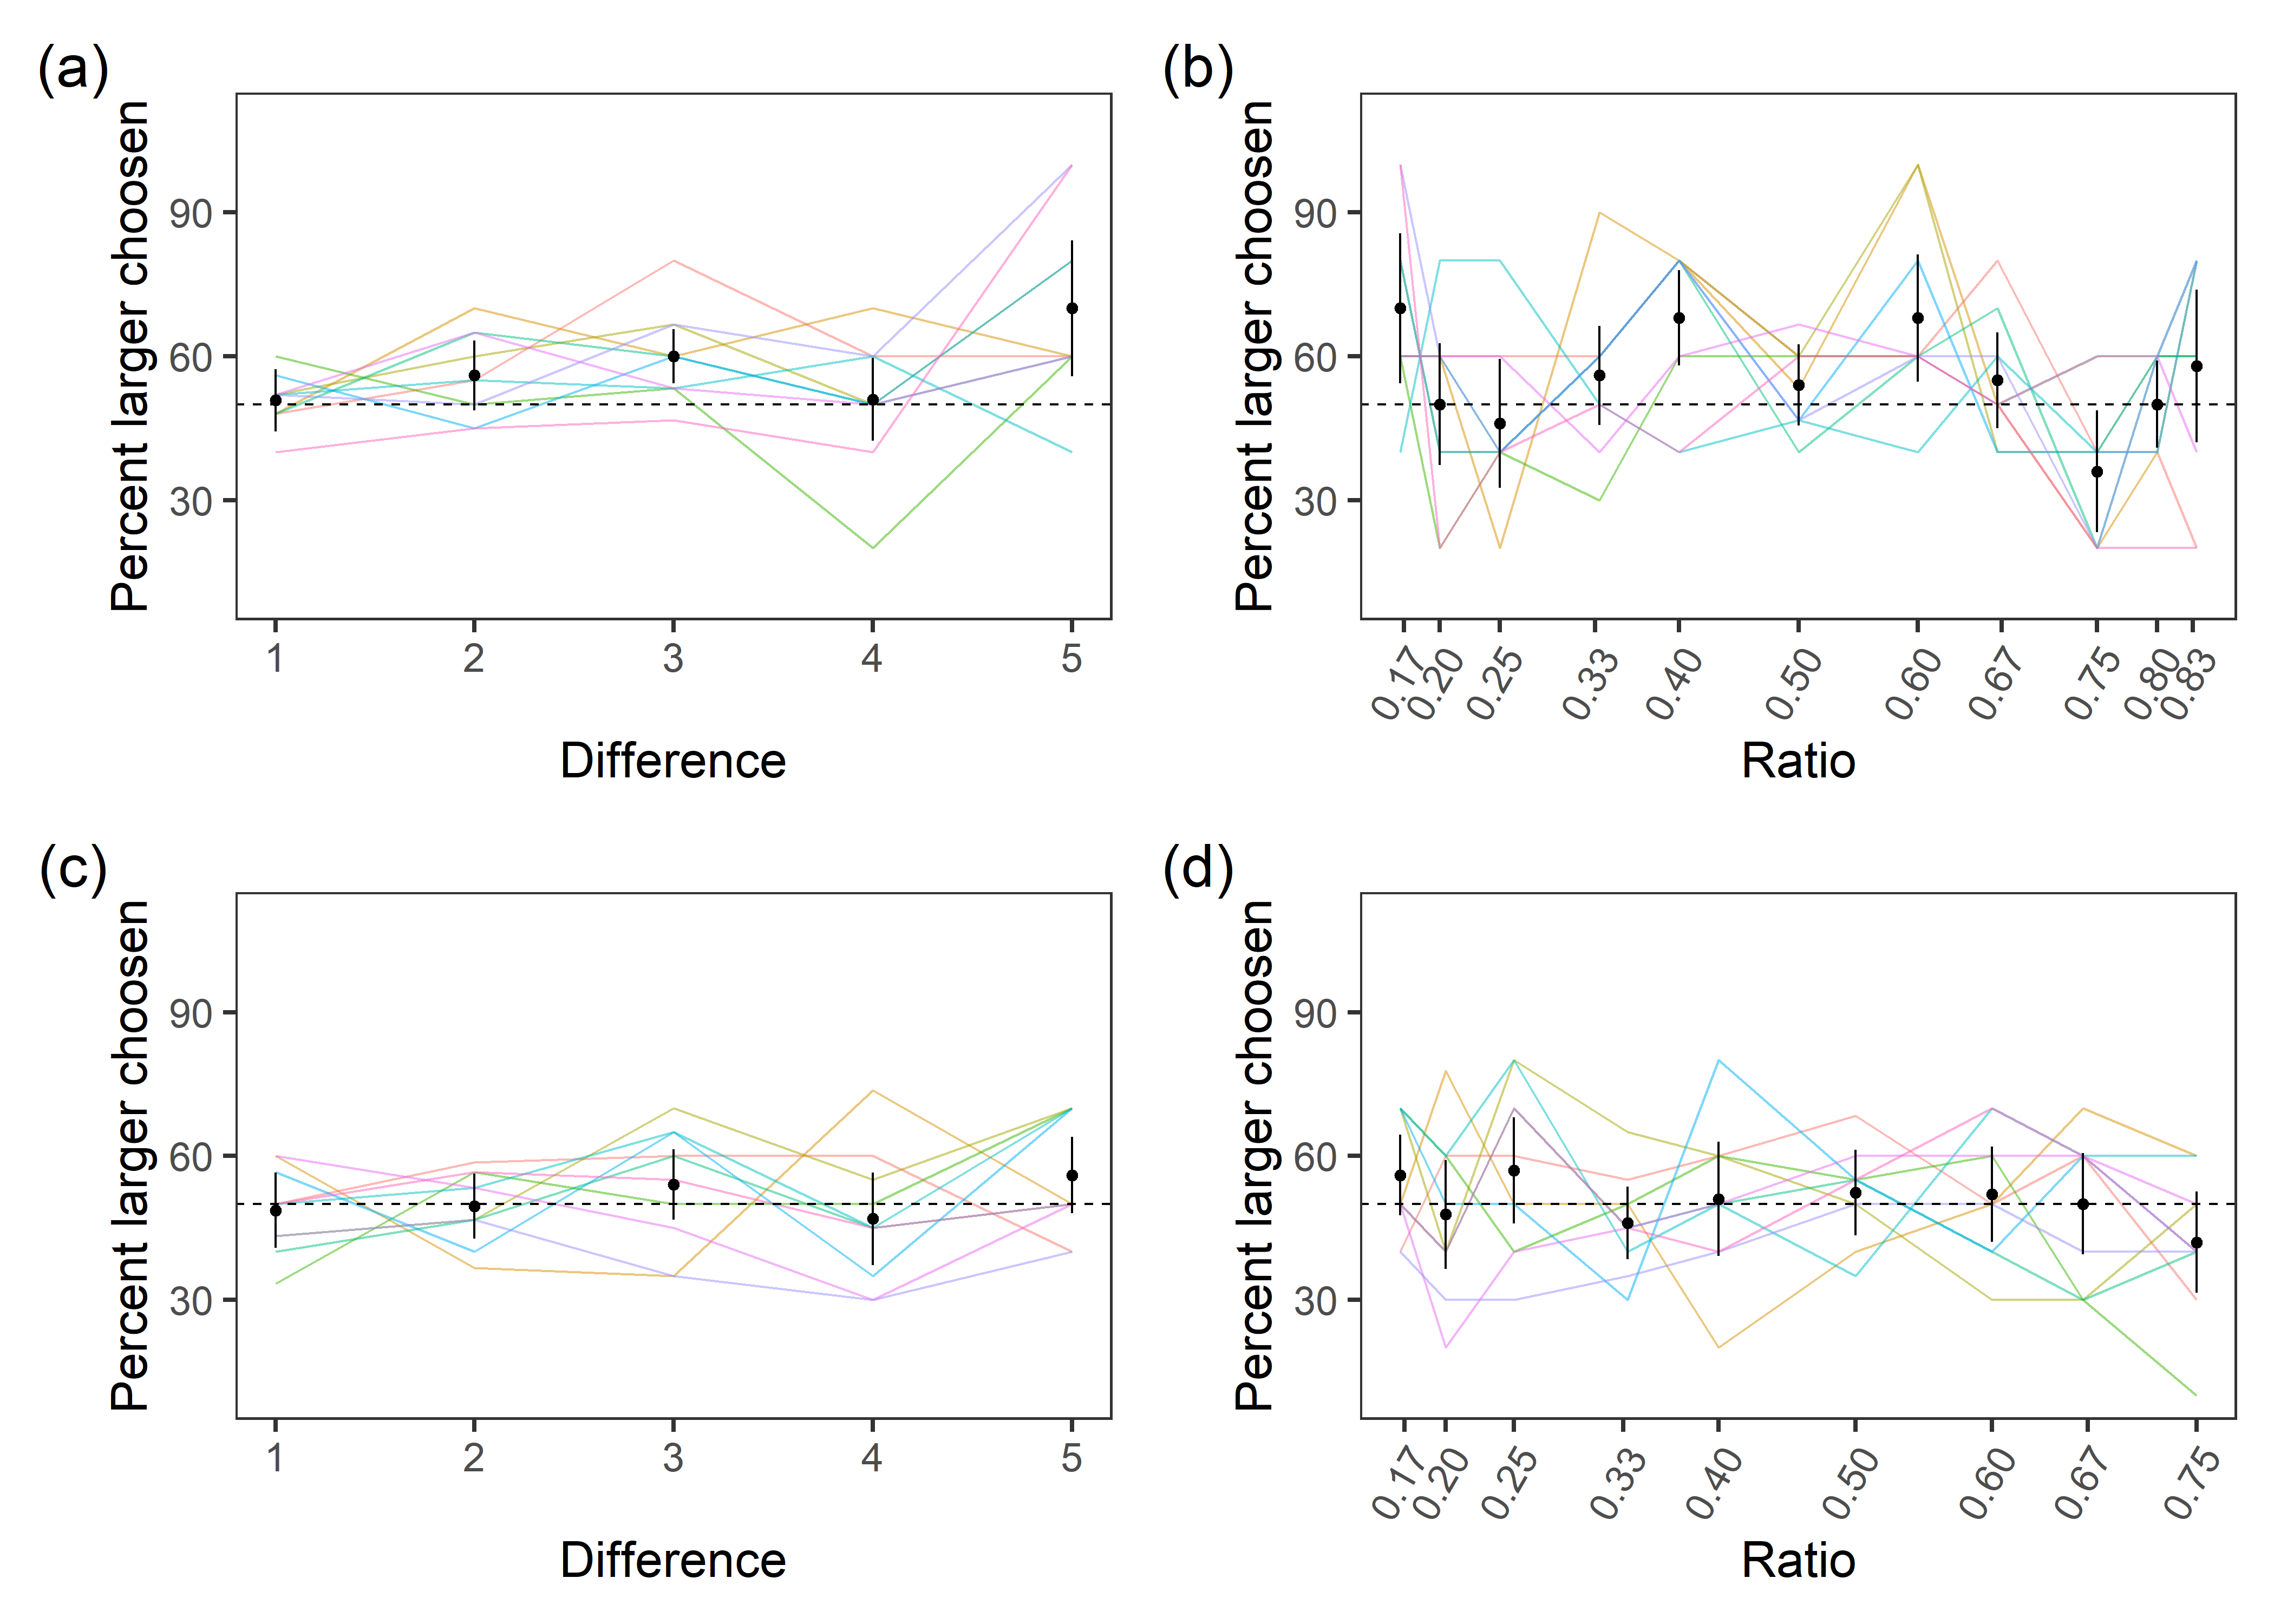 (a)
Percent larger choosen
90
60
30
1 2 3 4 5
Difference
(b)
Percent larger choosen
90
60
30
0.17 0.20 0.25 0.33 0.40 0.50 0.60 0.67 0.75 0.80 0.83
Ratio
(c)
Percent larger choosen
90
60
30
1 2 3 4 5
Difference
(d)
Percent larger choosen
90
60
30
0.17 0.20 0.25 0.33 0.40 0.50 0.60 0.67 0.75
Ratio